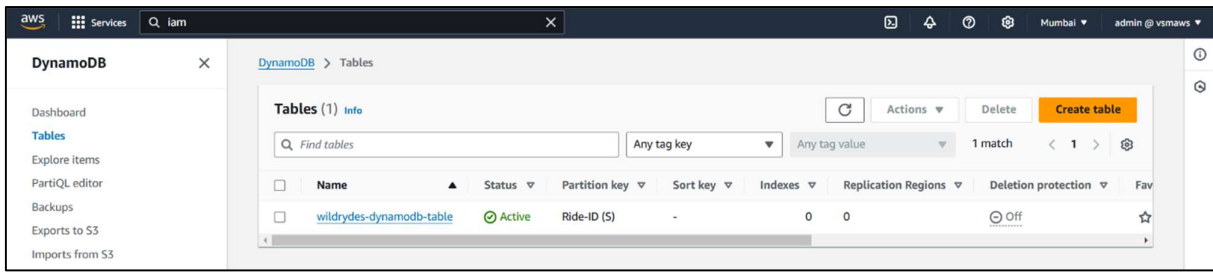 aws Services iam Mumbai ▼ admin @ vsmaws ▼
DynamoDB
Dashboard
Tables
Explore items
PartiQL editor
Backups
Exports to S3
Imports from S3
DynamoDB > Tables
Tables (1) Info Actions ▼ Delete Create table
Find tables Any tag key ▼ Any tag value ▼ 1 match < 1 >
Name ▲ Status ▽ Partition key ▽ Sort key ▽ Indexes ▽ Replication Regions ▽ Deletion protection ▽ Fav
wildrydes-dynamodb-table Active Ride-ID (S) - 0 0 Off